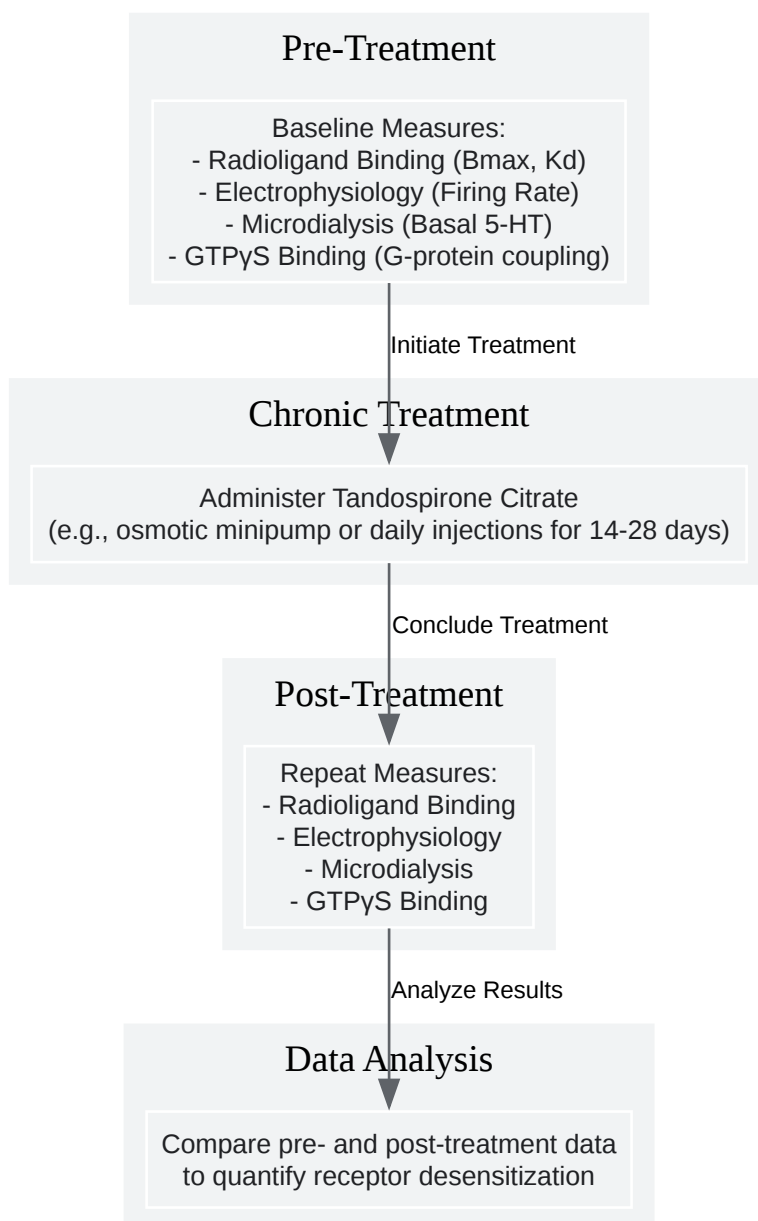 Pre-Treatment
Baseline Measures:
- Radioligand Binding (Bmax, Kd)
- Electrophysiology (Firing Rate)
- Microdialysis (Basal 5-HT)
- GTPγS Binding (G-protein coupling)
Initiate Treatment
Chronic Treatment
Administer Tandospirone Citrate
(e.g., osmotic minipump or daily injections for 14-28 days)
Conclude Treatment
Post-Treatment
Repeat Measures:
- Radioligand Binding
- Electrophysiology
- Microdialysis
- GTPγS Binding
Analyze Results
Data Analysis
Compare pre- and post-treatment data
to quantify receptor desensitization